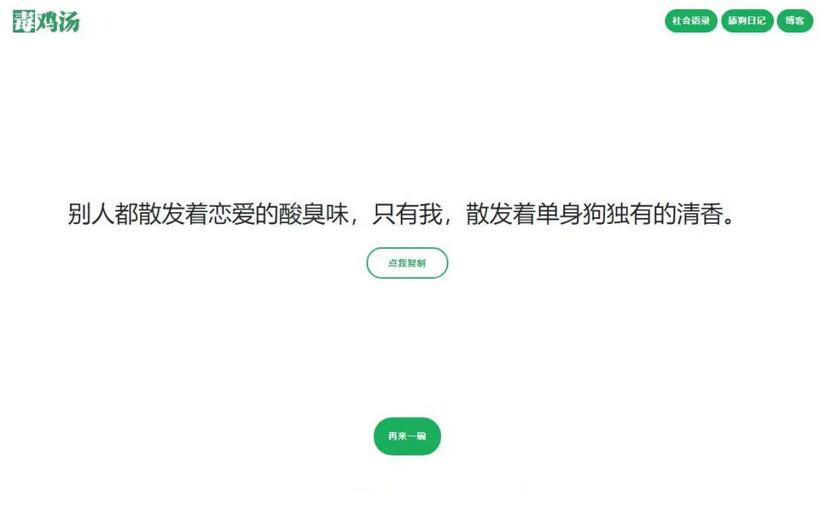 毒鸡汤
社会语录 舔狗日记 博客
别人都散发着恋爱的酸臭味，只有我，散发着单身狗独有的清香。
点我复制
再来一碗